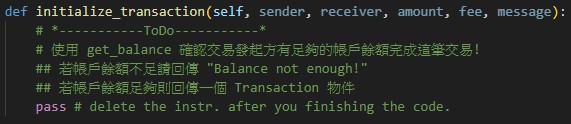 def initialize_transaction(self, sender, receiver, amount, fee, message):
# *-----------ToDo-----------*
# 使用 get_balance 確認交易發起方有足夠的帳戶餘額完成這筆交易!
## 若帳戶餘額不足請回傳 "Balance not enough!"
## 若帳戶餘額足夠則回傳一個 Transaction 物件
pass # delete the instr. after you finishing the code.